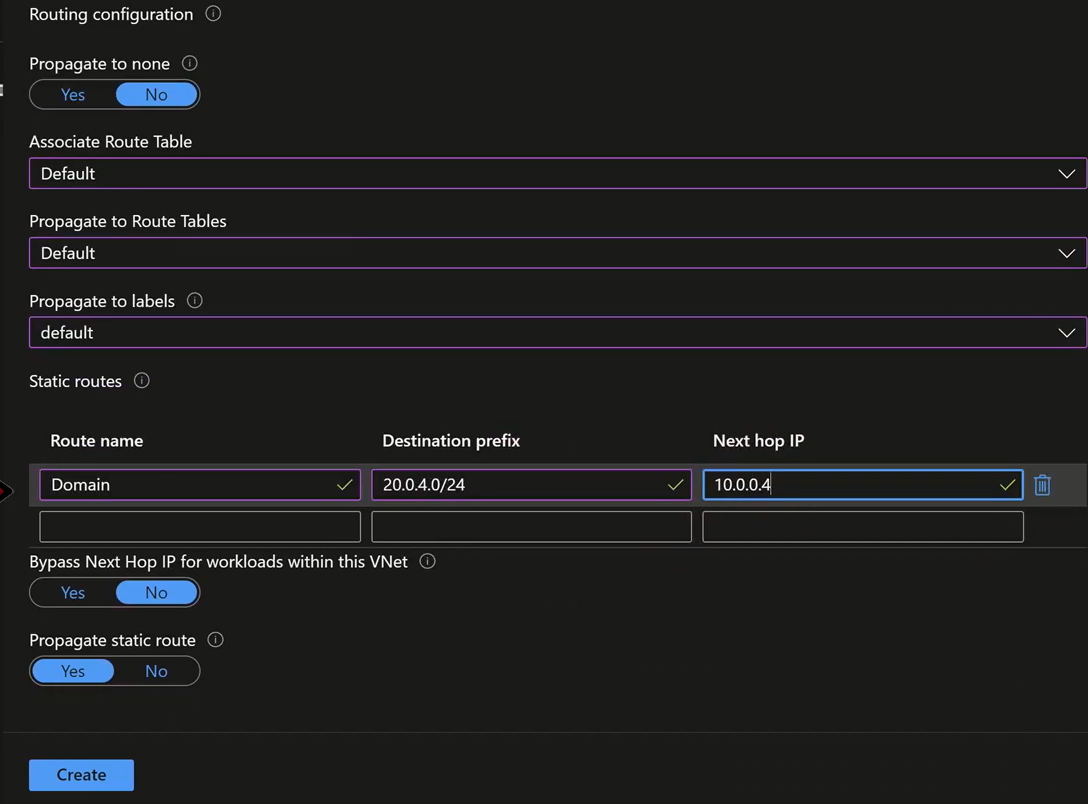 Routing configuration
Propagate to none
Yes No
Associate Route Table
Default
Propagate to Route Tables
Default
Propagate to labels
default
Static routes
Route name Destination prefix Next hop IP
Domain 20.0.4.0/24 10.0.0.4
Bypass Next Hop IP for workloads within this VNet
Yes No
Propagate static route
Yes No
Create